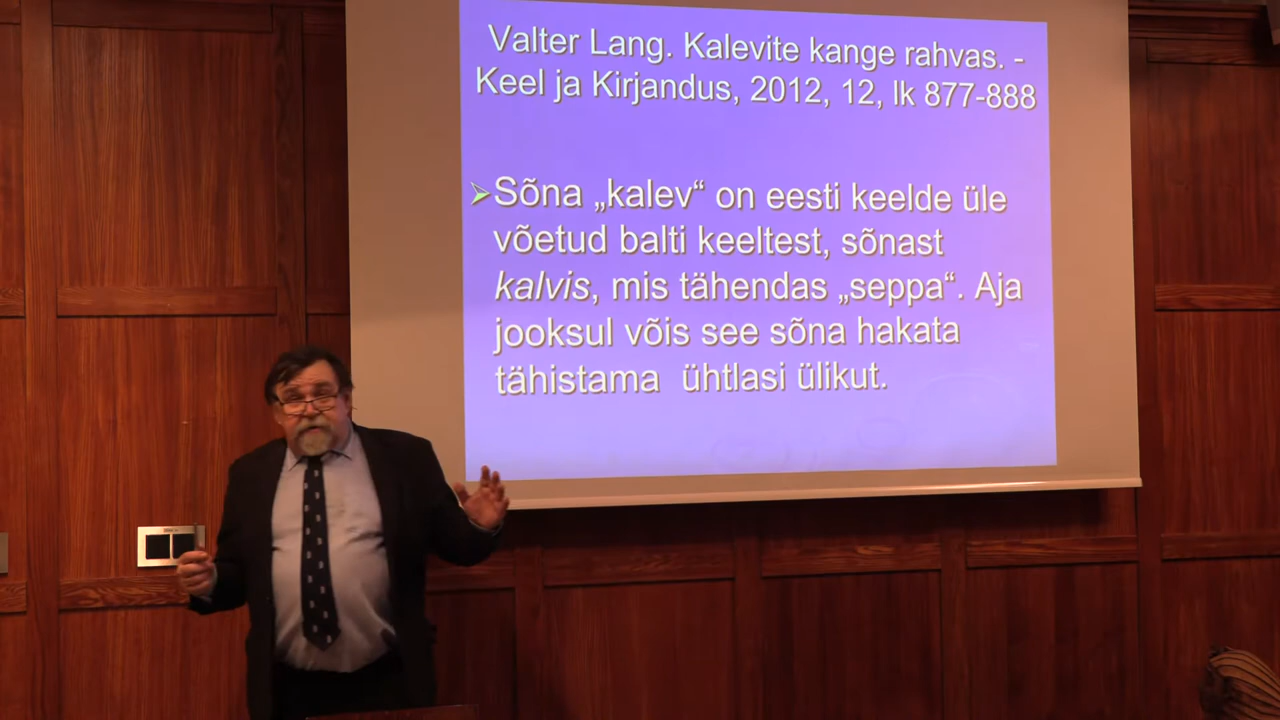 Valter Lang. Kalevite kange rahvas. -
Keel ja Kirjandus, 2012, 12, lk 877-888
Sõna „kalev“ on eesti keelde üle
võetud balti keeltest, sõnast
kalvis, mis tähendas „seppa“. Aja
jooksul võis see sõna hakata
tähistama ühtlasi ülikut.